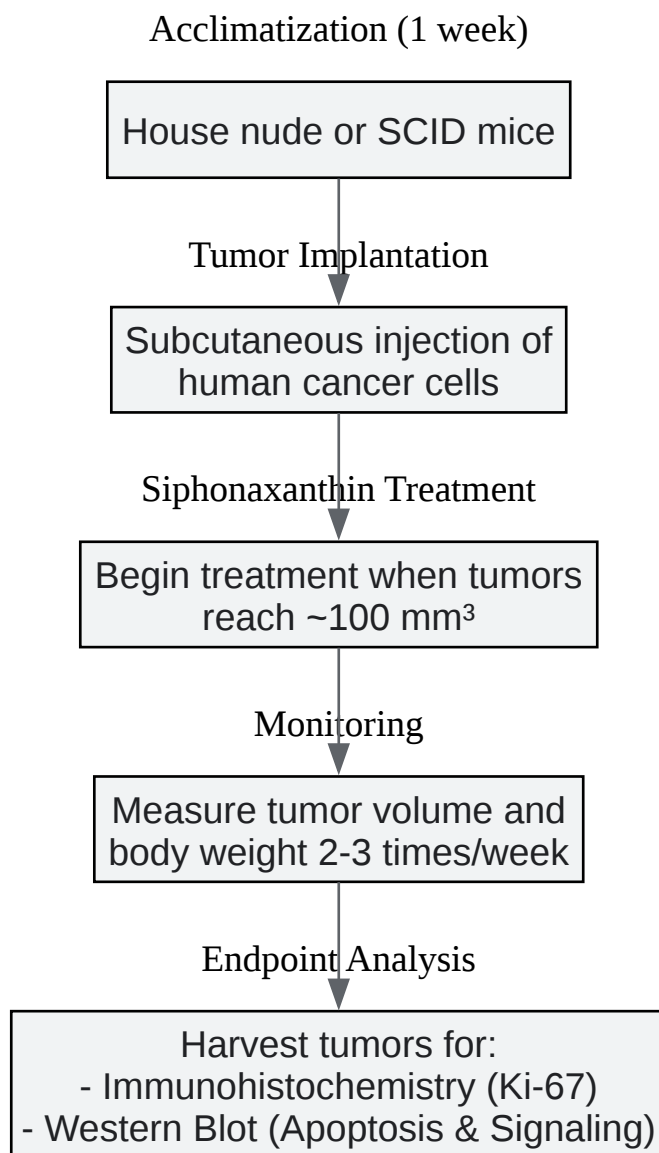 Acclimatization (1 week)
House nude or SCID mice
Tumor Implantation
Subcutaneous injection of
human cancer cells
Siphonaxanthin Treatment
Begin treatment when tumors
reach ~100 mm³
Monitoring
Measure tumor volume and
body weight 2-3 times/week
Endpoint Analysis
Harvest tumors for:
- Immunohistochemistry (Ki-67)
- Western Blot (Apoptosis & Signaling)